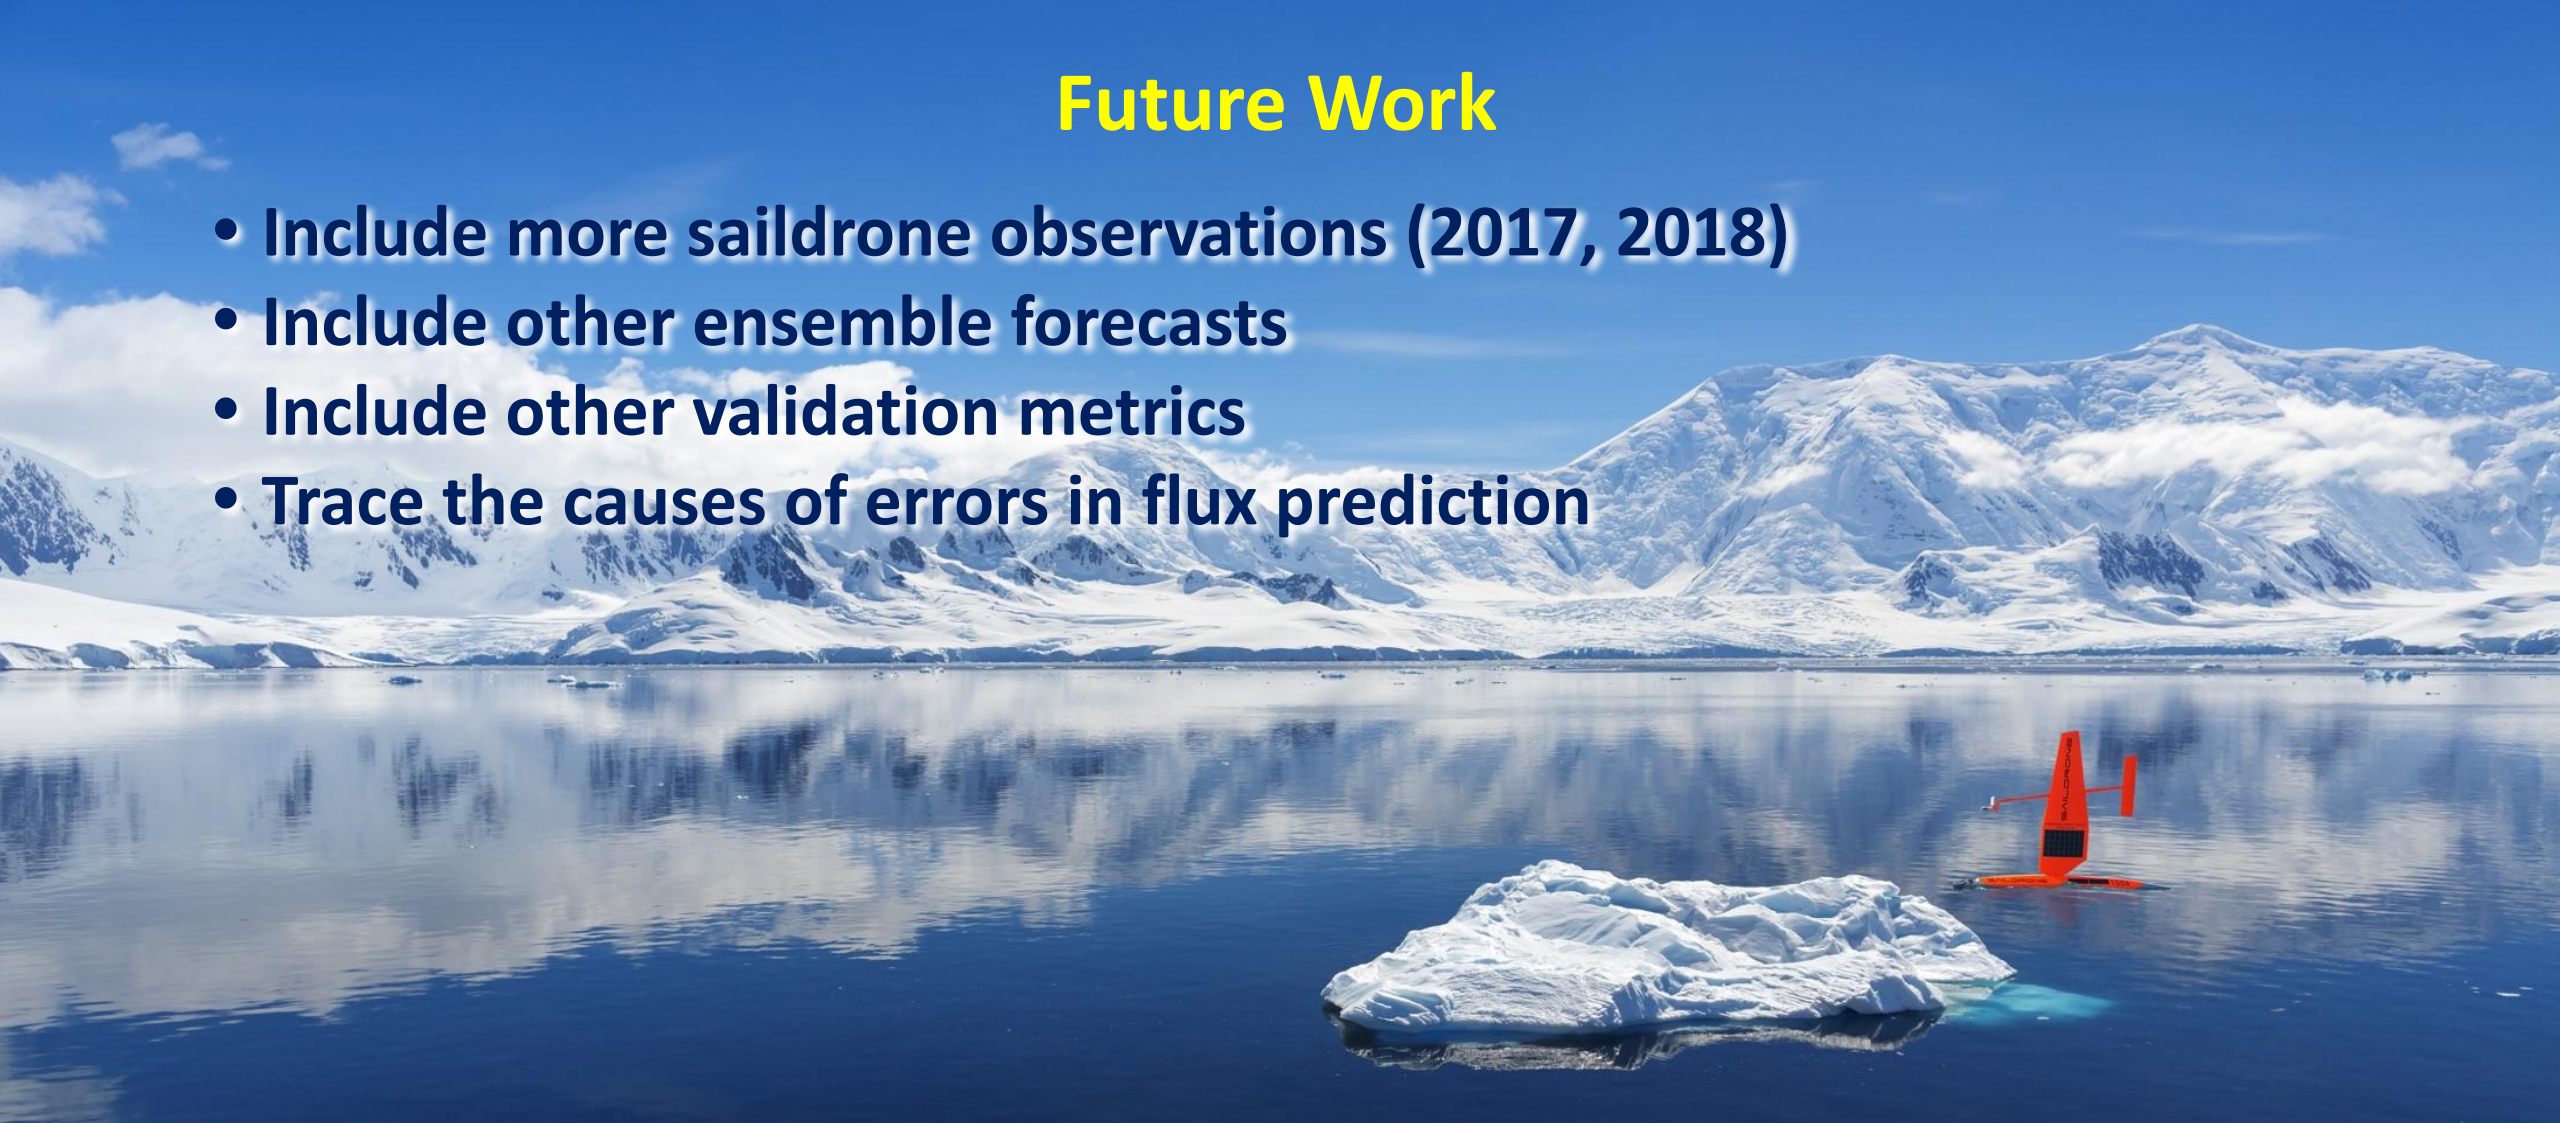 Future Work
• Include more saildrone observations (2017, 2018)
• Include other ensemble forecasts
• Include other validation metrics
• Trace the causes of errors in flux prediction
SAILDRONE